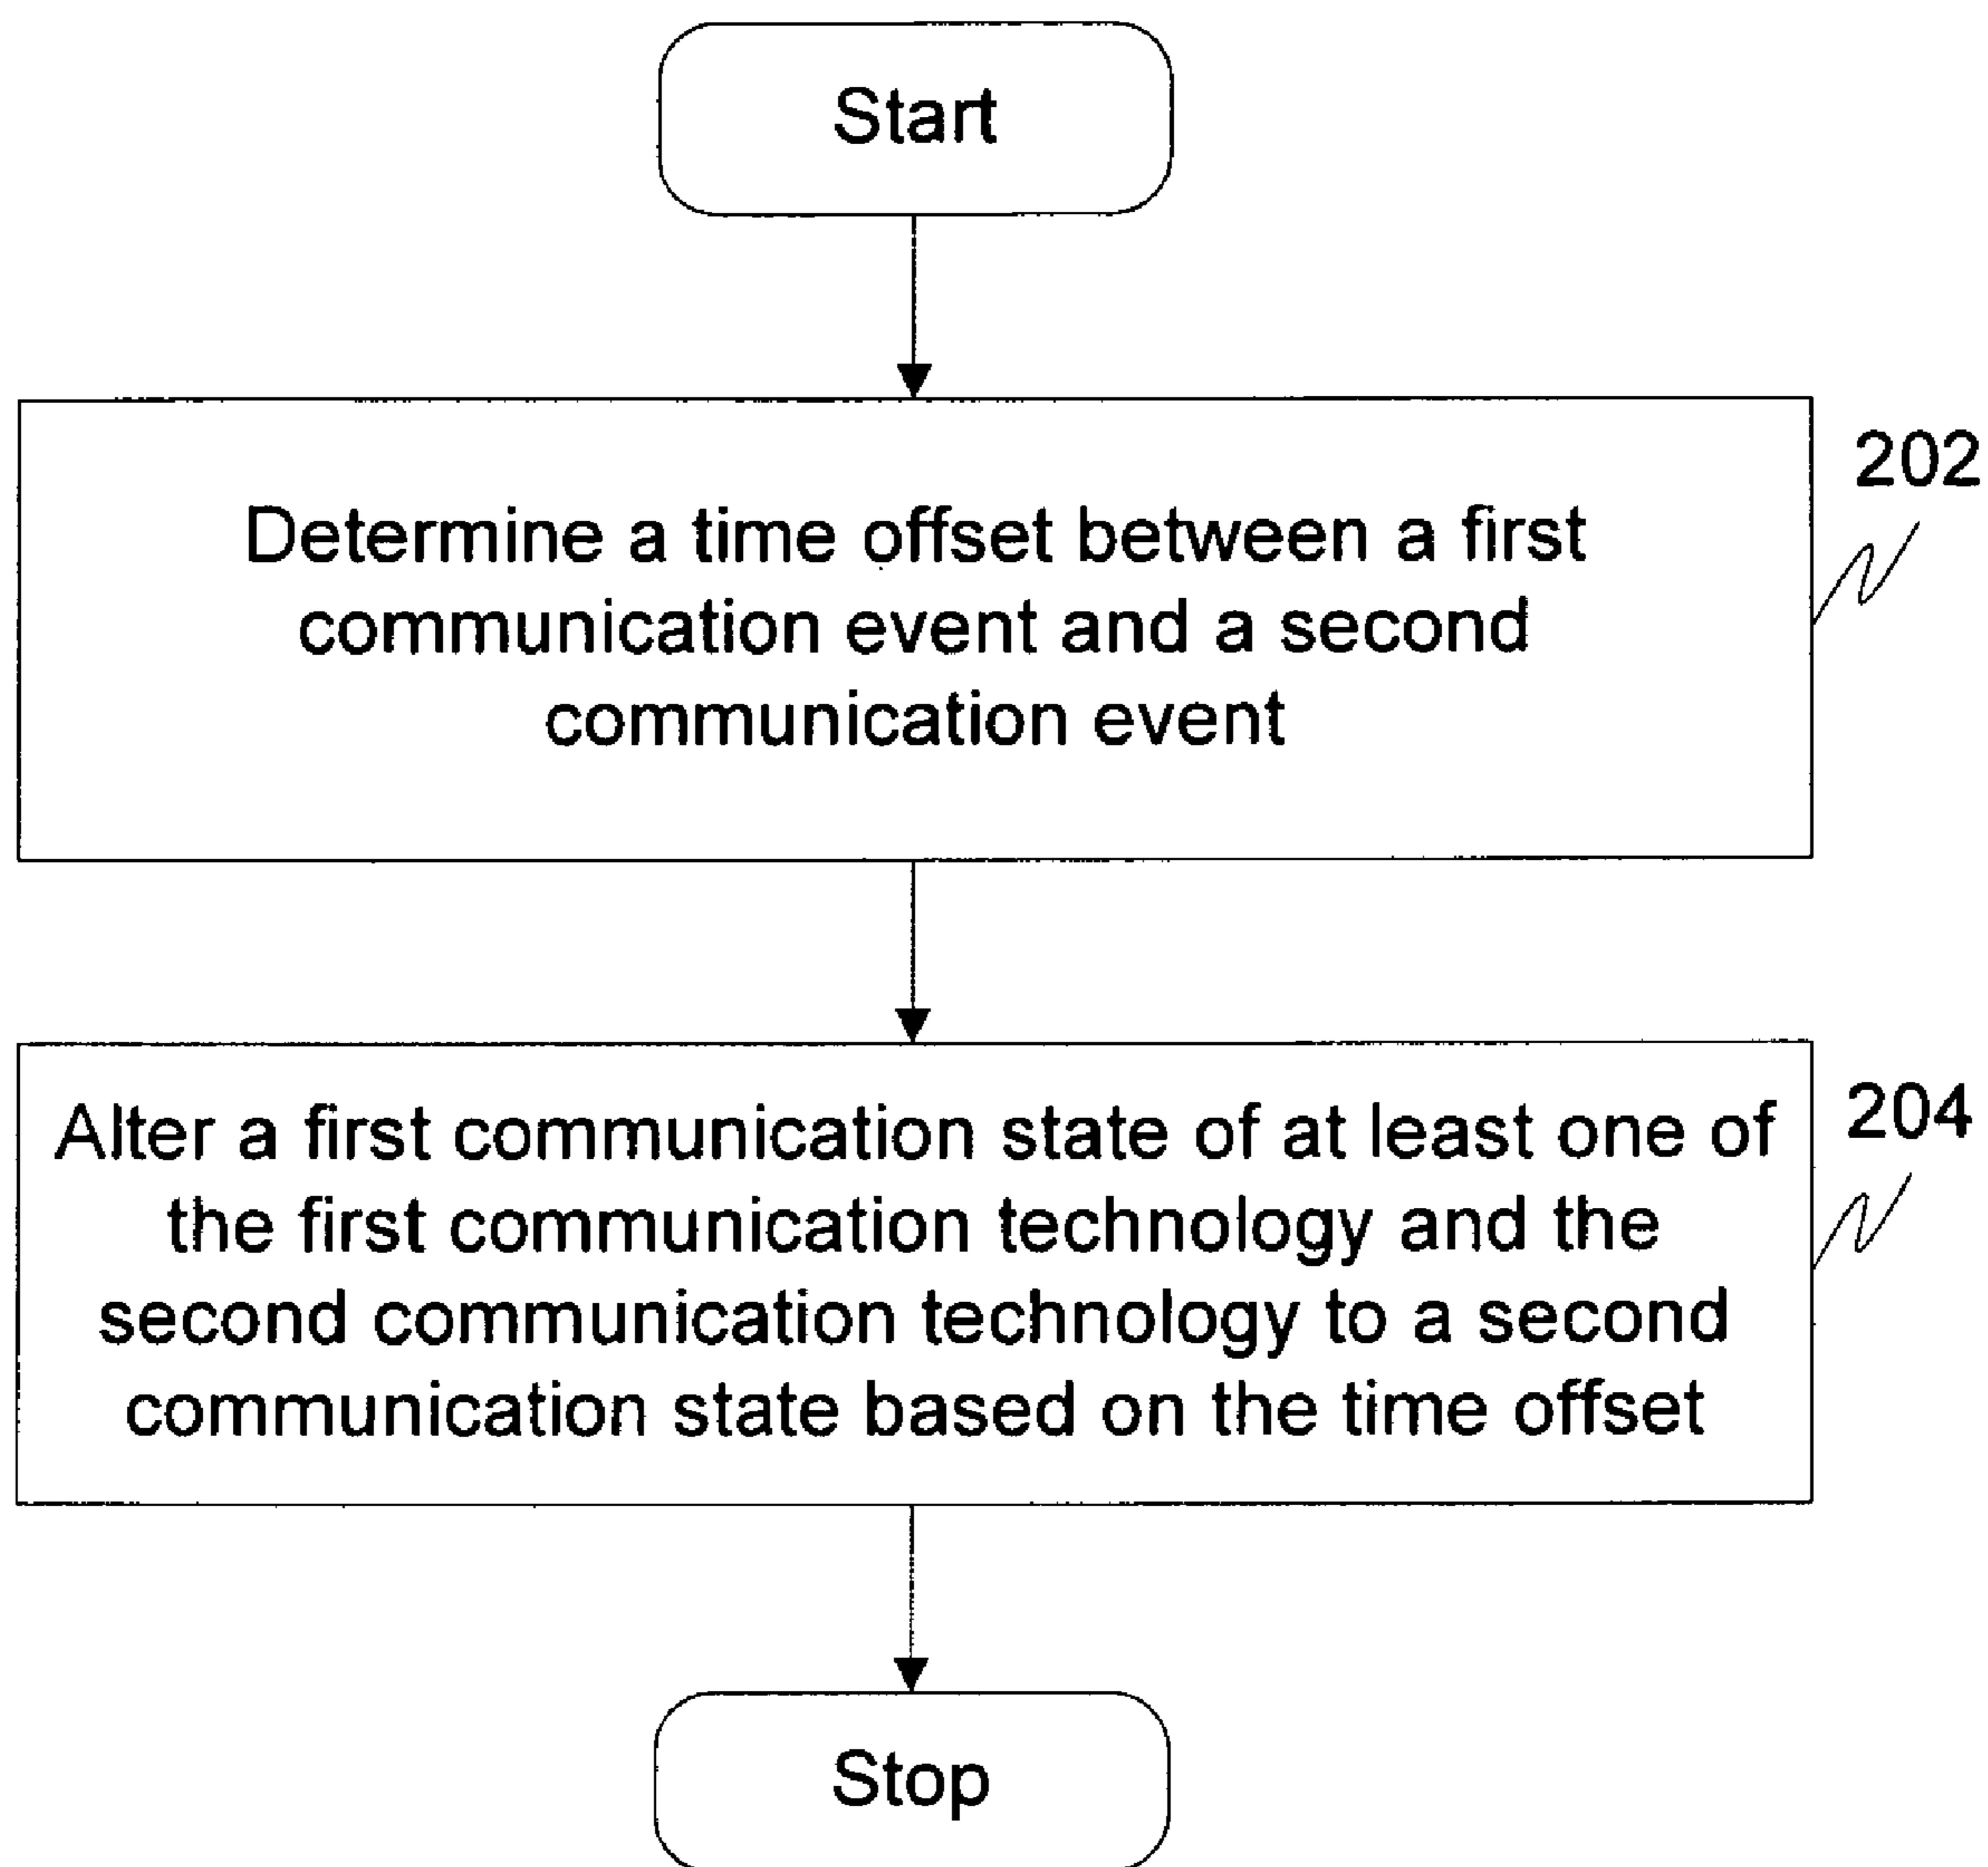 Start
202
Determine a time offset between a first
communication event and a second
communication event
204
Alter a first communication state of at least one of
the first communication technology and the
second communication technology to a second
communication state based on the time offset
Stop